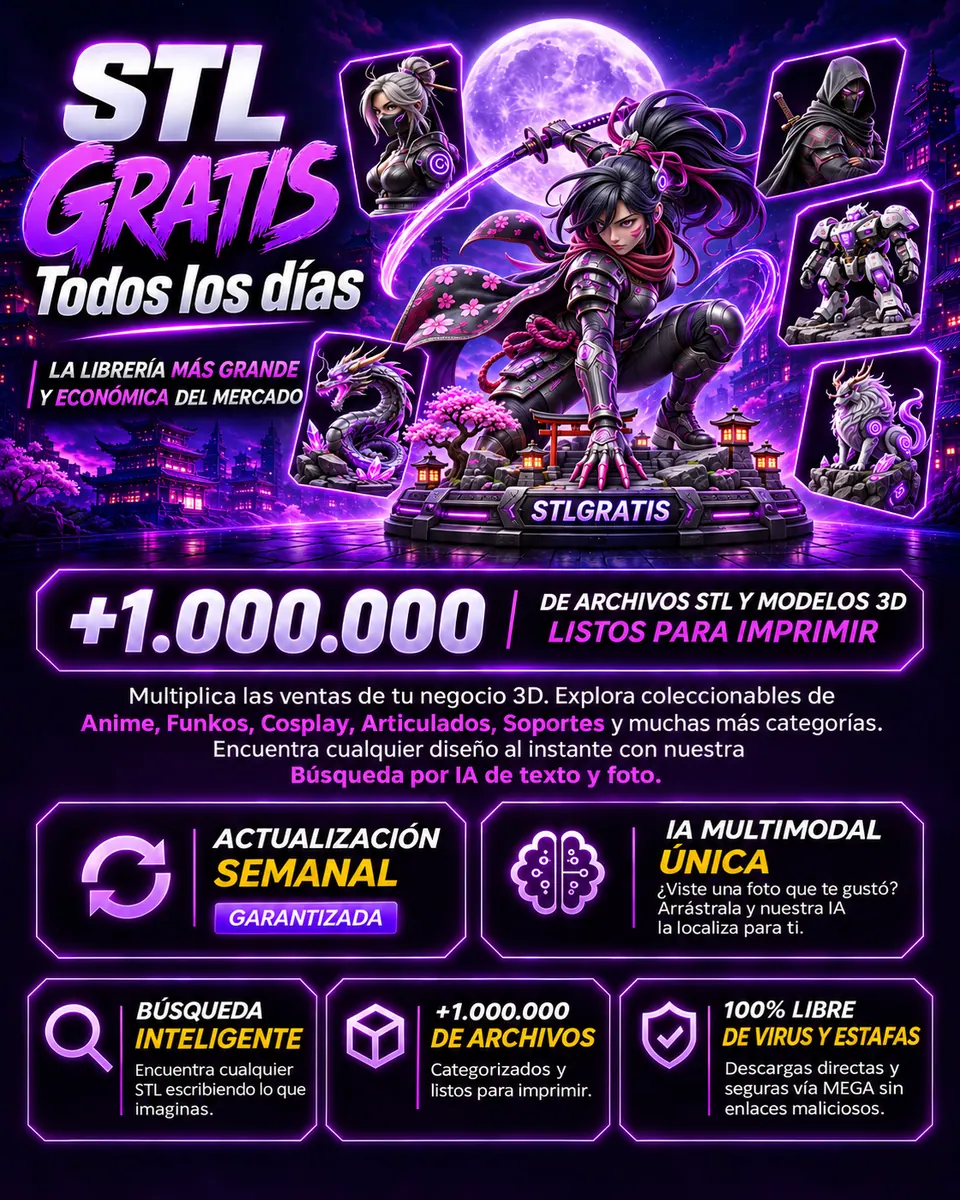 STL
GRATIS
Todos los días
LA LIBRERÍA MÁS GRANDE
Y ECONÓMICA DEL MERCADO
STLGRATIS
+1.000.000
DE ARCHIVOS STL Y MODELOS 3D
LISTOS PARA IMPRIMIR
Multiplica las ventas de tu negocio 3D. Explora coleccionables de
Anime, Funkos, Cosplay, Articulados, Soportes y muchas más categorías.
Encuentra cualquier diseño al instante con nuestra
Búsqueda por IA de texto y foto.
ACTUALIZACIÓN
SEMANAL
GARANTIZADA
IA MULTIMODAL
ÚNICA
¿Viste una foto que te gustó?
Arrástrala y nuestra IA
la localiza para ti.
BÚSQUEDA
INTELIGENTE
Encuentra cualquier
STL escribiendo lo que
imaginas.
+1.000.000
DE ARCHIVOS
Categorizados y
listos para imprimir.
100% LIBRE
DE VIRUS Y ESTAFAS
Descargas directas y
seguras vía MEGA sin
enlaces maliciosos.